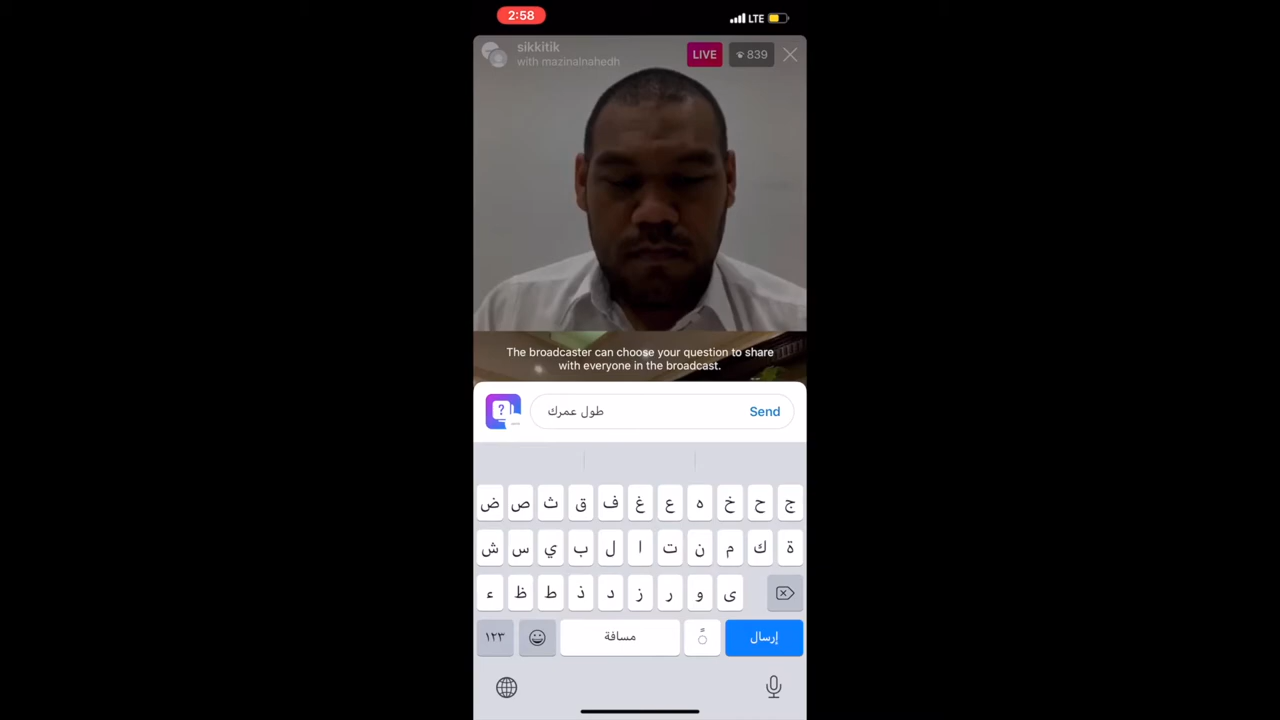 2:58
LTE
sikkitik
with mazinalnahedh
LIVE
839
The broadcaster can choose your question to share
with everyone in the broadcast.
?
طول عمرك
Send
ض ص ث ق ف غ ع ه خ ح ج
ش س ي ب ل ا ت ن م ك ة
ء ظ ط ذ د ز ر و ى
١٢٣
مسافة
إرسال